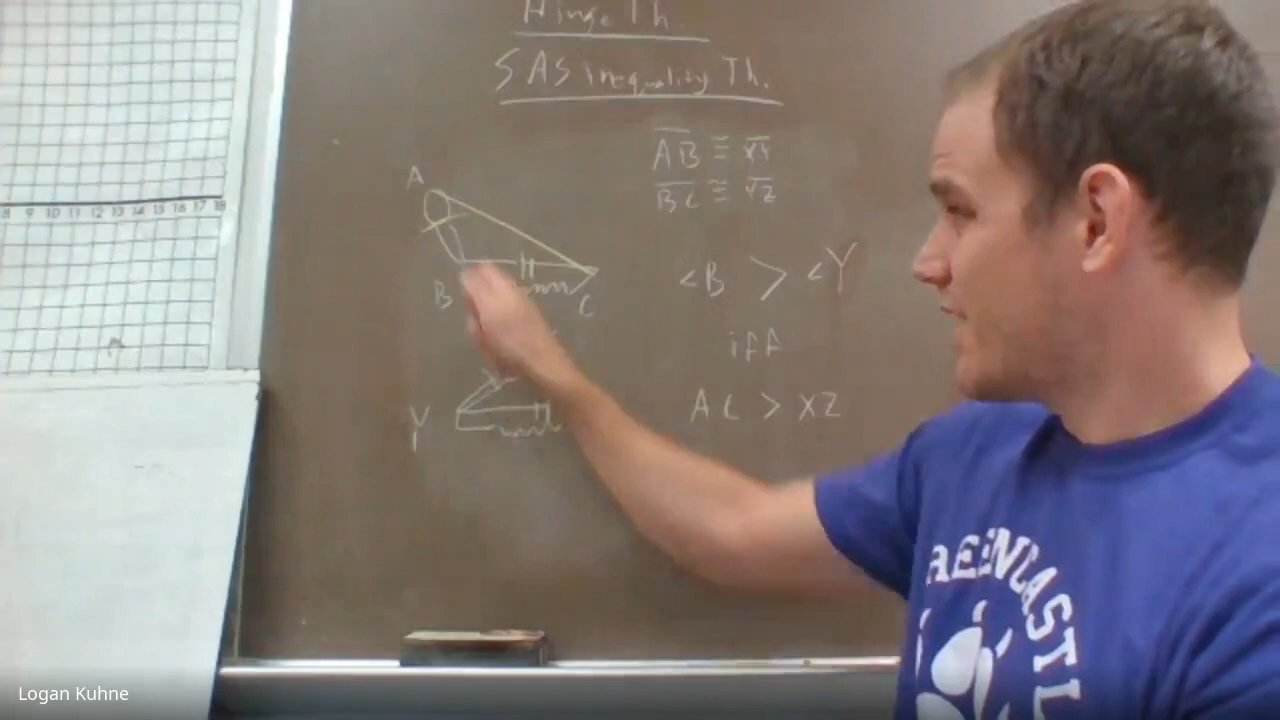 Hinge Th.
SAS Inequality Th.
AB ≅ XY
BC ≅ YZ
A
B
C
<B > <Y
iff
AC > XZ
Y
8 9 10 11 12 13 14 15 16 17 18
REENCASTL
Logan Kuhne